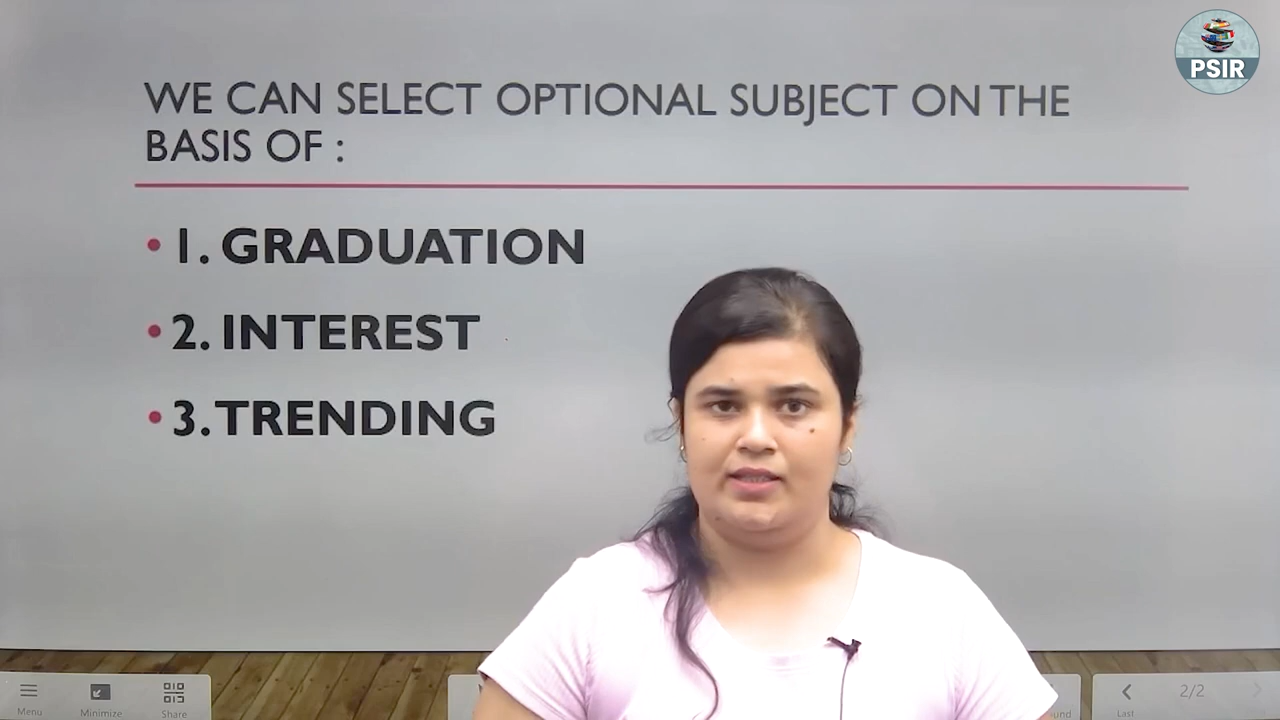 PSIR
WE CAN SELECT OPTIONAL SUBJECT ON THE
BASIS OF :
• 1. GRADUATION
• 2. INTEREST
• 3. TRENDING
Menu
Minimize
Share
Last
2/2